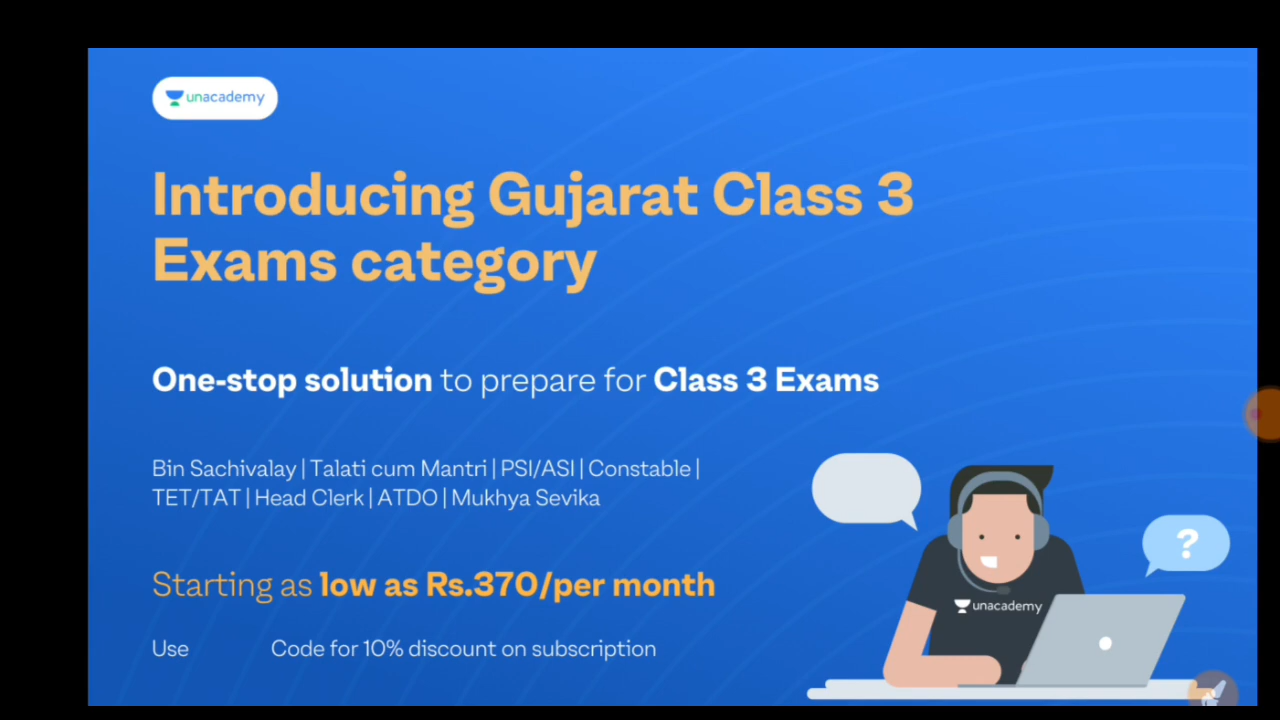 unacademy
Introducing Gujarat Class 3
Exams category
One-stop solution to prepare for Class 3 Exams
Bin Sachivalay | Talati cum Mantri | PSI/ASI | Constable |
TET/TAT | Head Clerk | ATDO | Mukhya Sevika
?
unacademy
Starting as low as Rs.370/per month
Use Code for 10% discount on subscription